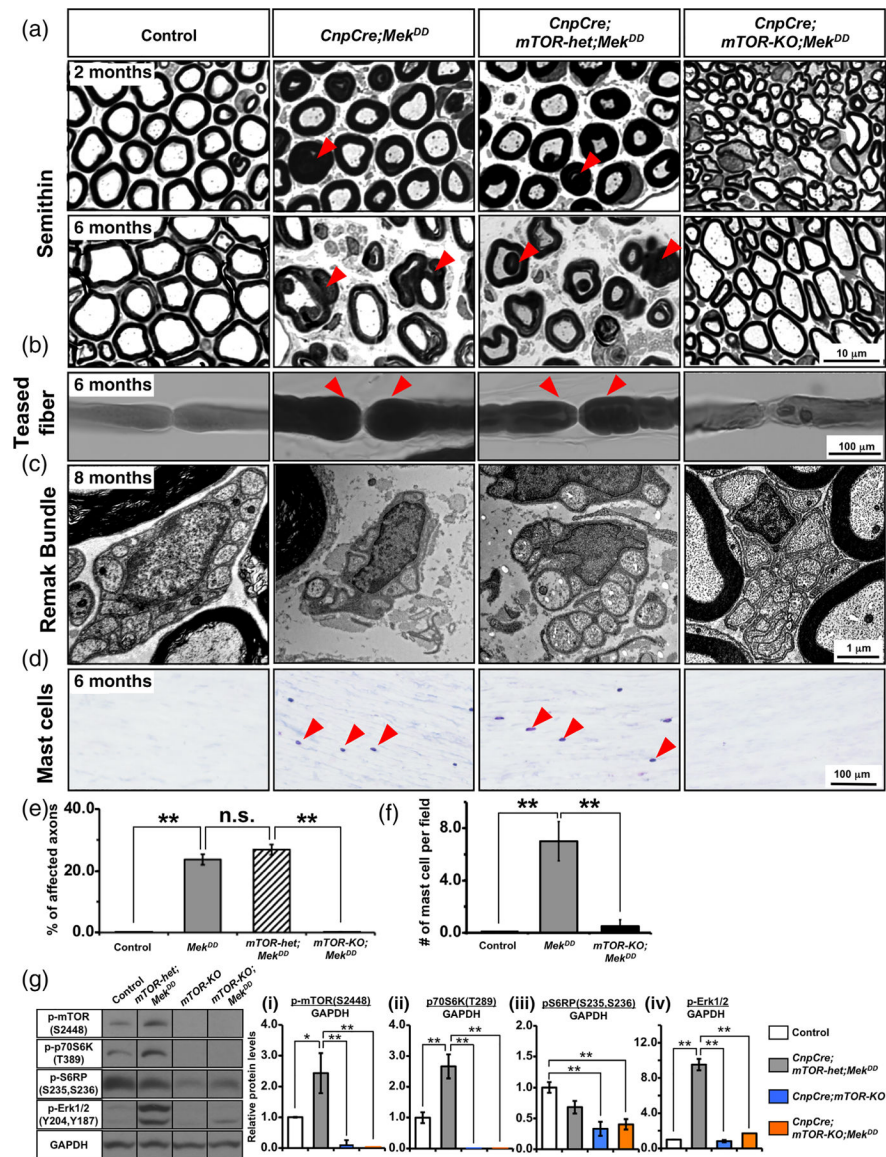 (a)
Control
CnpCre;Mek^DD
CnpCre;
mTOR-het;Mek^DD
CnpCre;
mTOR-KO;Mek^DD
Semithin
2 months
6 months
10 µm
(b)
Teased
fiber
6 months
100 µm
(c)
Remak Bundle
8 months
1 µm
(d)
Mast cells
6 months
100 µm
(e)
% of affected axons
40.0
20.0
0.0
**
n.s.
**
Control
Mek^DD
mTOR-het;
Mek^DD
mTOR-KO;
Mek^DD
(f)
# of mast cell per field
8.0
4.0
0.0
**
**
Control
Mek^DD
mTOR-KO;
Mek^DD
(g)
Control
mTOR-het;
Mek^DD
mTOR-KO
mTOR-KO;
Mek^DD
p-mTOR
(S2448)
p-p70S6K
(T389)
p-S6RP
(S235,S236)
p-Erk1/2
(Y204,Y187)
GAPDH
Relative protein levels
(i)
p-mTOR(S2448)
GAPDH
4.0
3.0
2.0
1.0
0.0
*
**
**
(ii)
p70S6K(T289)
GAPDH
4.0
3.0
2.0
1.0
0.0
**
**
**
(iii)
pS6RP(S235,S236)
GAPDH
2.0
1.5
1.0
0.5
0.0
**
**
(iv)
p-Erk1/2
GAPDH
12.0
8.0
4.0
0.0
**
**
**
Control
CnpCre;
mTOR-het;Mek^DD
CnpCre;mTOR-KO
CnpCre;
mTOR-KO;Mek^DD